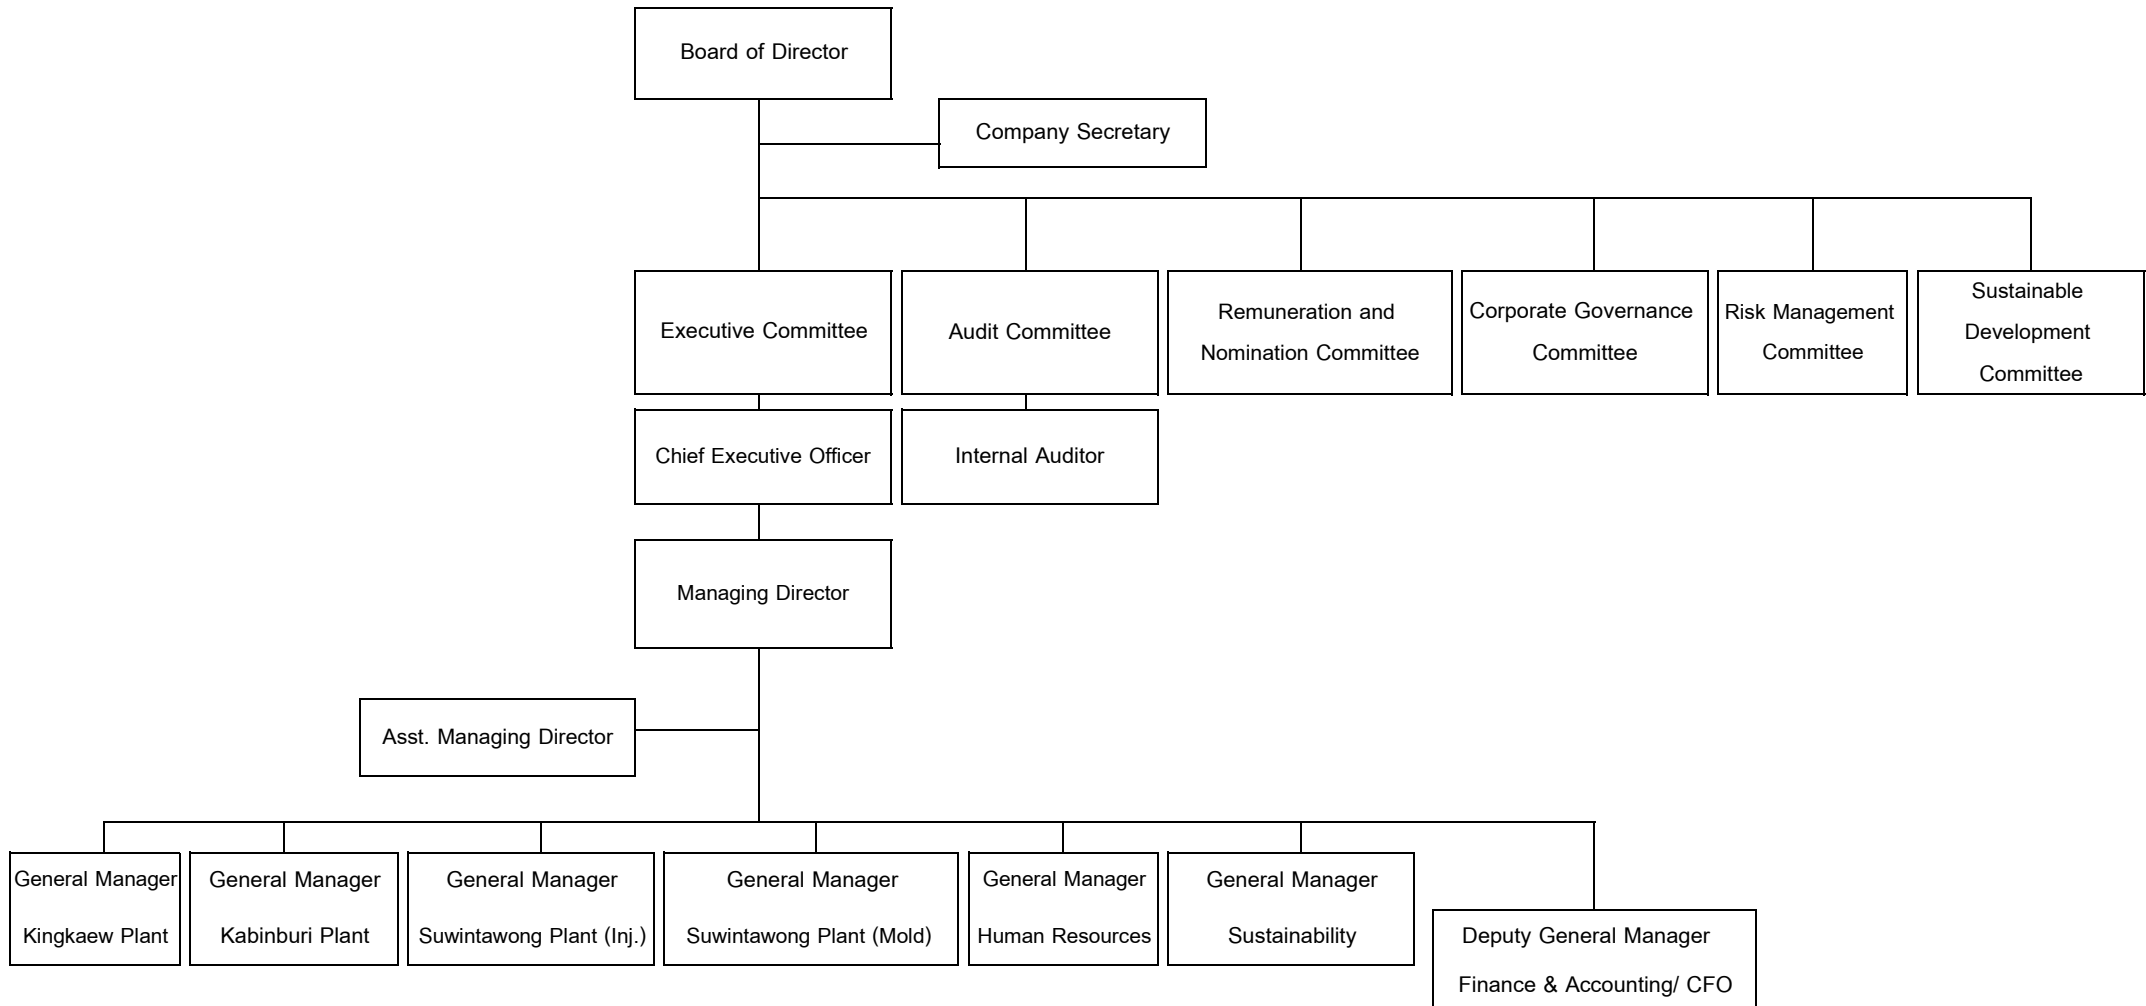 Board of Director
Company Secretary
Executive Committee
Audit Committee
Remuneration and
Nomination Committee
Corporate Governance
Committee
Risk Management
Committee
Sustainable
Development
Committee
Chief Executive Officer
Internal Auditor
Managing Director
Asst. Managing Director
General Manager
Kingkaew Plant
General Manager
Kabinburi Plant
General Manager
Suwintawong Plant (Inj.)
General Manager
Suwintawong Plant (Mold)
General Manager
Human Resources
General Manager
Sustainability
Deputy General Manager
Finance & Accounting/ CFO